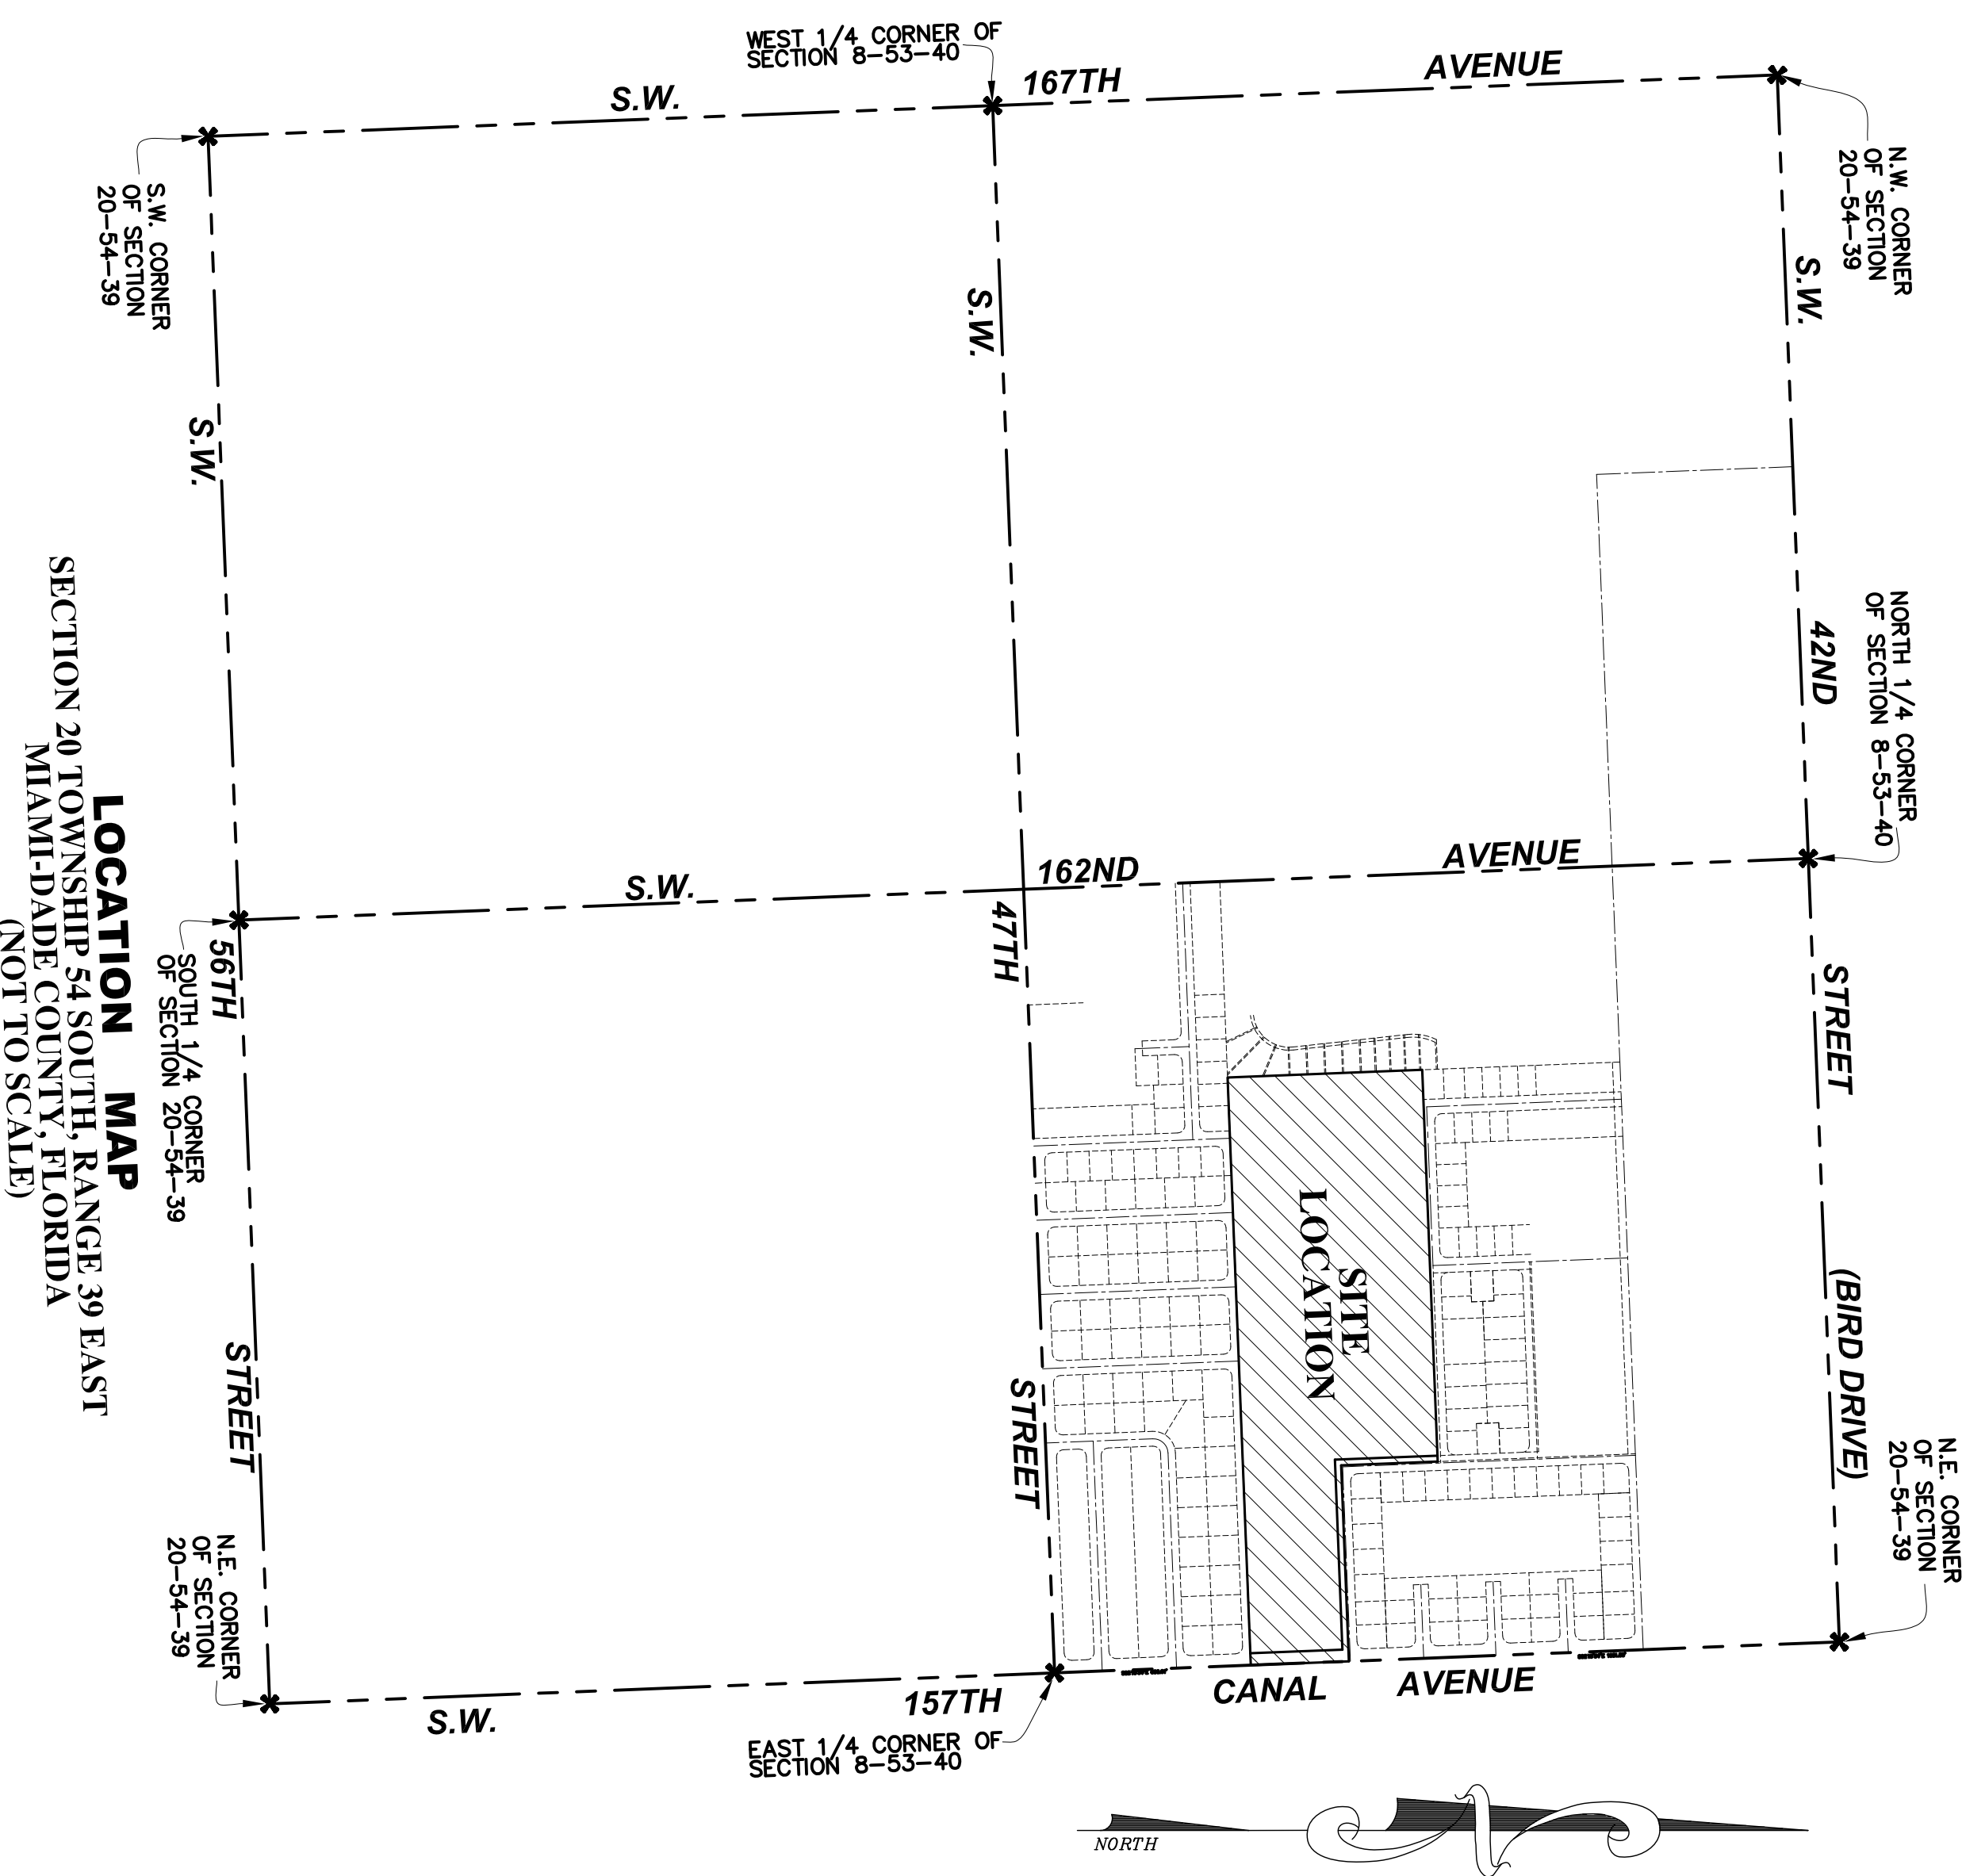 WEST 1/4 CORNER OF
SECTION 8-53-40
S.W.
167TH
AVENUE
N.W. CORNER
OF SECTION
20-54-39
S.W.
42ND
STREET
(BIRD DRIVE)
NORTH 1/4 CORNER
OF SECTION 8-53-40
N.E. CORNER
OF SECTION
20-54-39
S.W.
162ND
AVENUE
S.W.
47TH
STREET
SITE
LOCATION
S.W. CORNER
OF SECTION
20-54-39
S.W.
56TH
STREET
SOUTH 1/4 CORNER
OF SECTION 20-54-39
N.E. CORNER
OF SECTION
20-54-39
S.W.
157TH
CANAL
AVENUE
EAST 1/4 CORNER OF
SECTION 8-53-40
LOCATION MAP
SECTION 20 TOWNSHIP 54 SOUTH, RANGE 39 EAST
MIAMI-DADE COUNTY, FLORIDA
(NOT TO SCALE)
N
NORTH